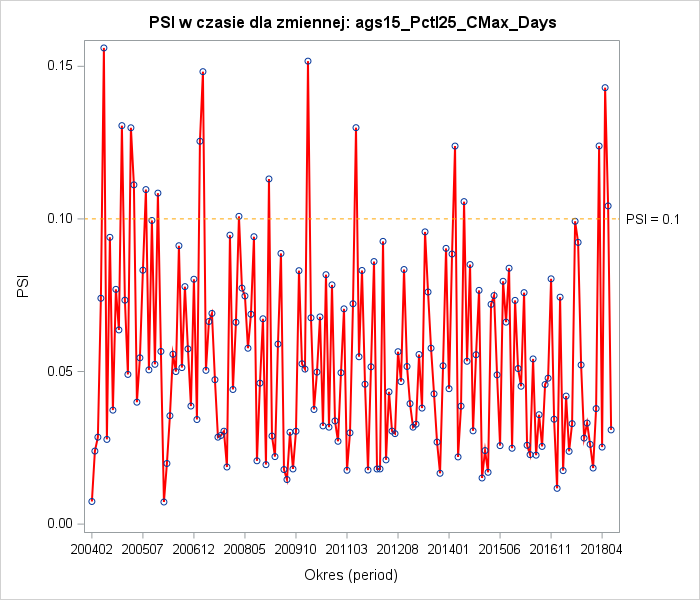 PSI w czasie dla zmiennej: ags15_Pctl25_CMax_Days
0.15
0.10
PSI = 0.1
PSI
0.05
0.00
200402 200507 200612 200805 200910 201103 201208 201401 201506 201611 201804
Okres (period)